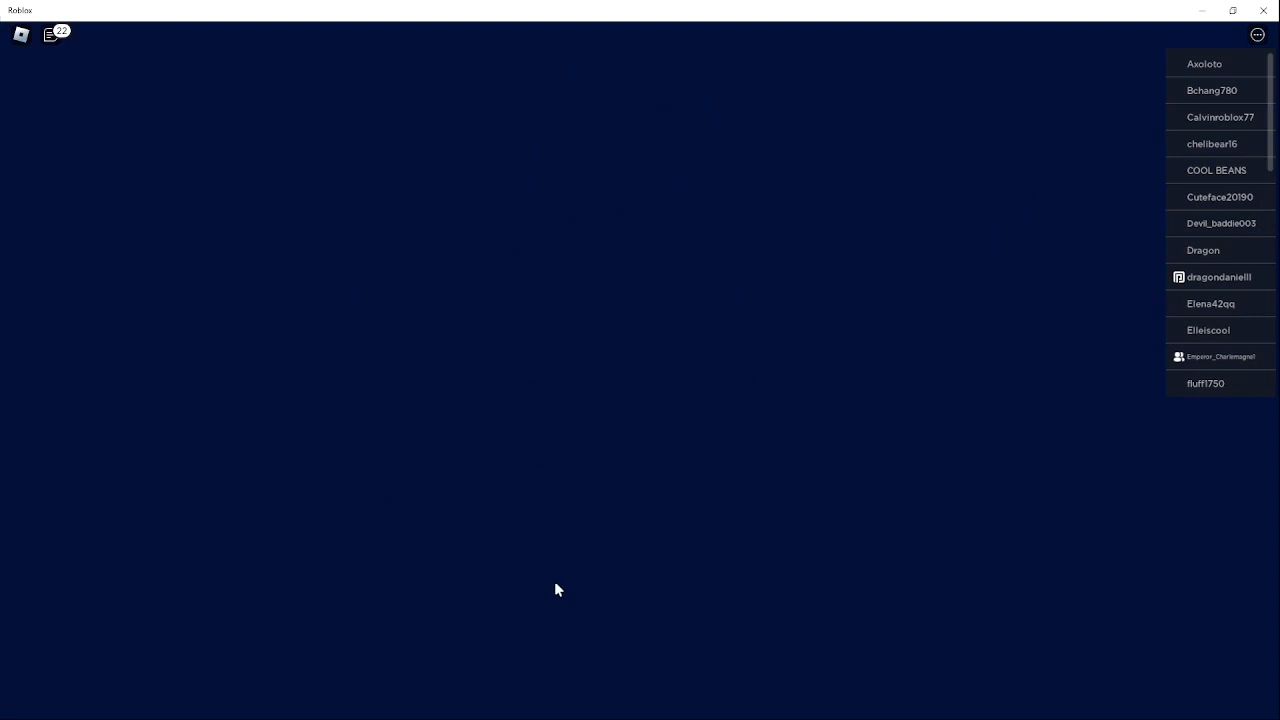 Roblox
22
Axoloto
Bchang780
Calvinroblox77
chelibear16
COOL BEANS
Cuteface20190
Devil_baddie003
Dragon
dragondanielll
Elena42qq
Elleiscool
Emperor_Charlemagne1
fluff1750